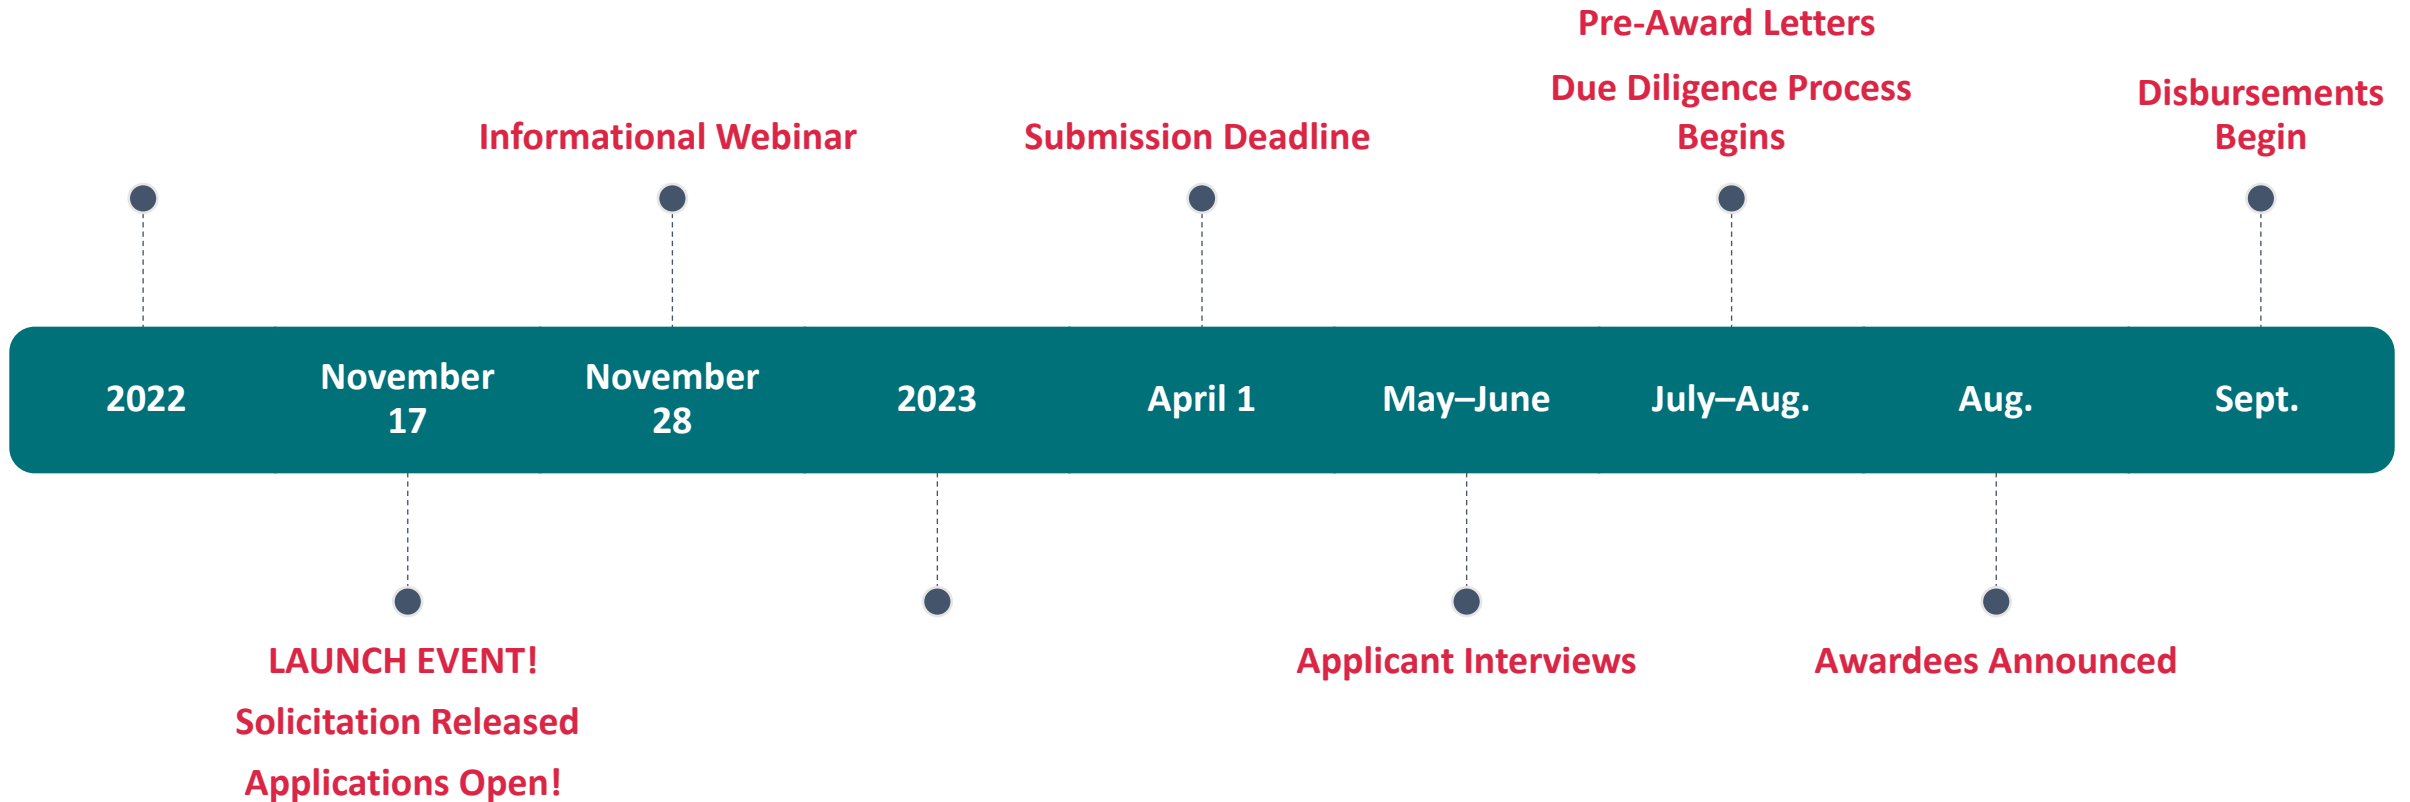 Pre-Award Letters
Due Diligence Process
Begins
Disbursements
Begin
Informational Webinar
Submission Deadline
2022
November
17
November
28
2023
April 1
May–June
July–Aug.
Aug.
Sept.
LAUNCH EVENT!
Solicitation Released
Applications Open!
Applicant Interviews
Awardees Announced